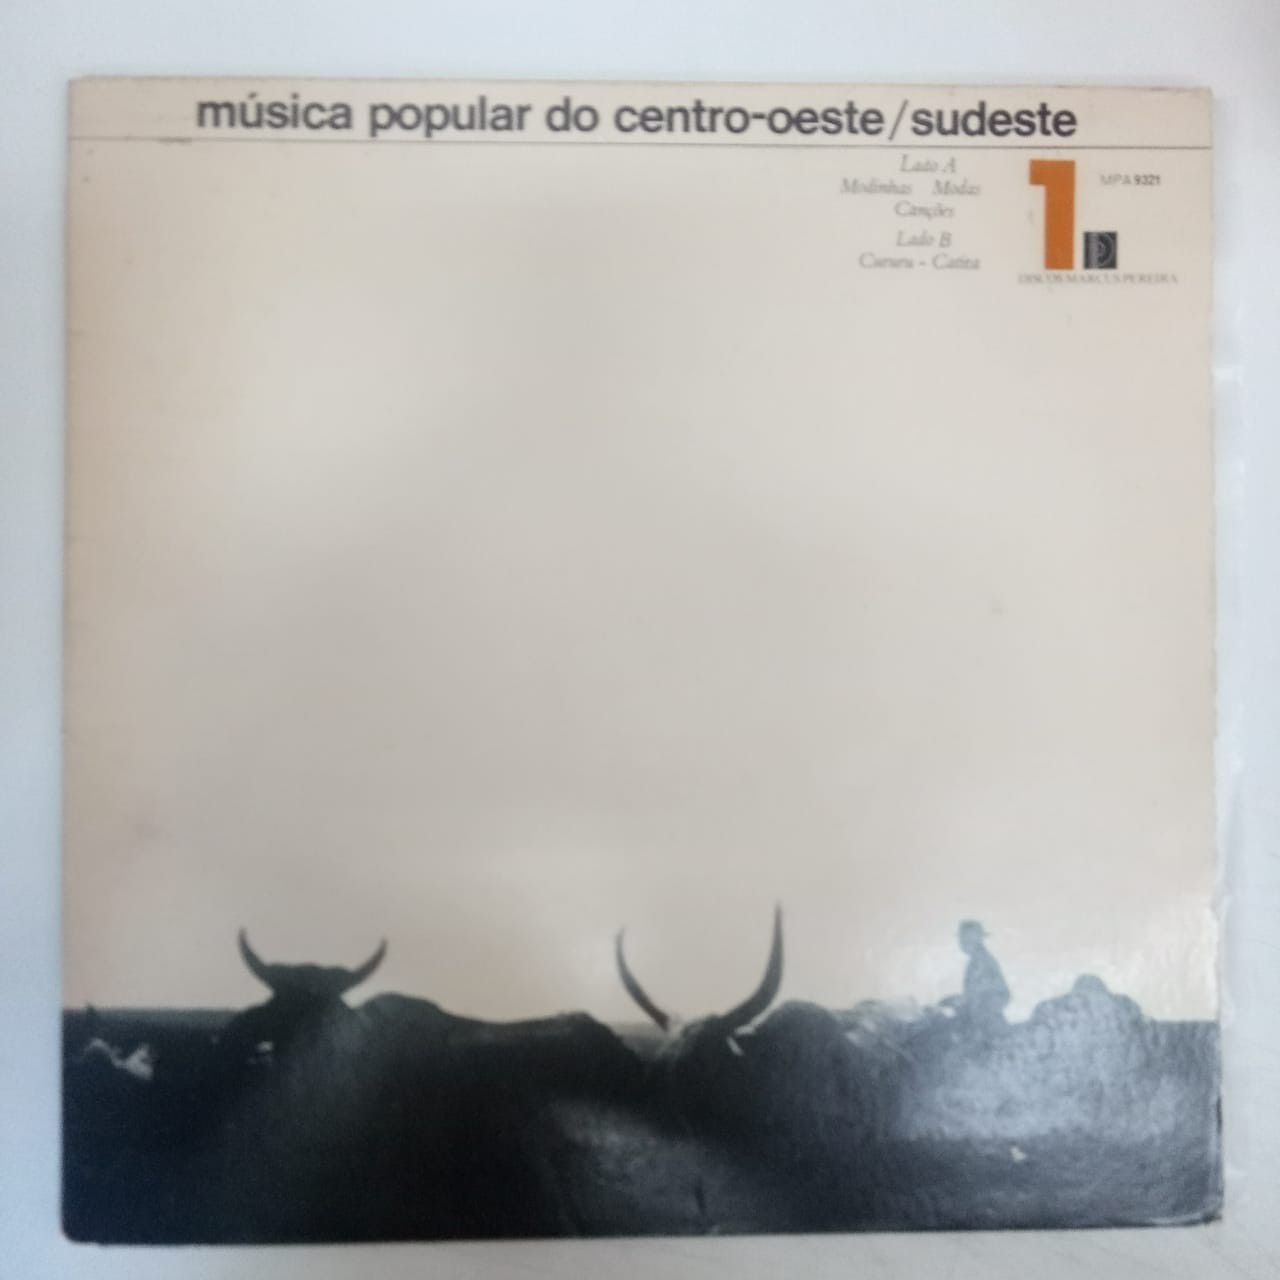 música popular do centro-oeste/sudeste
Lado A
Modinhas Modas
Canções
Lado B
Cururu - Catira
1
MPA 9321
DISCOS MARCUS PEREIRA